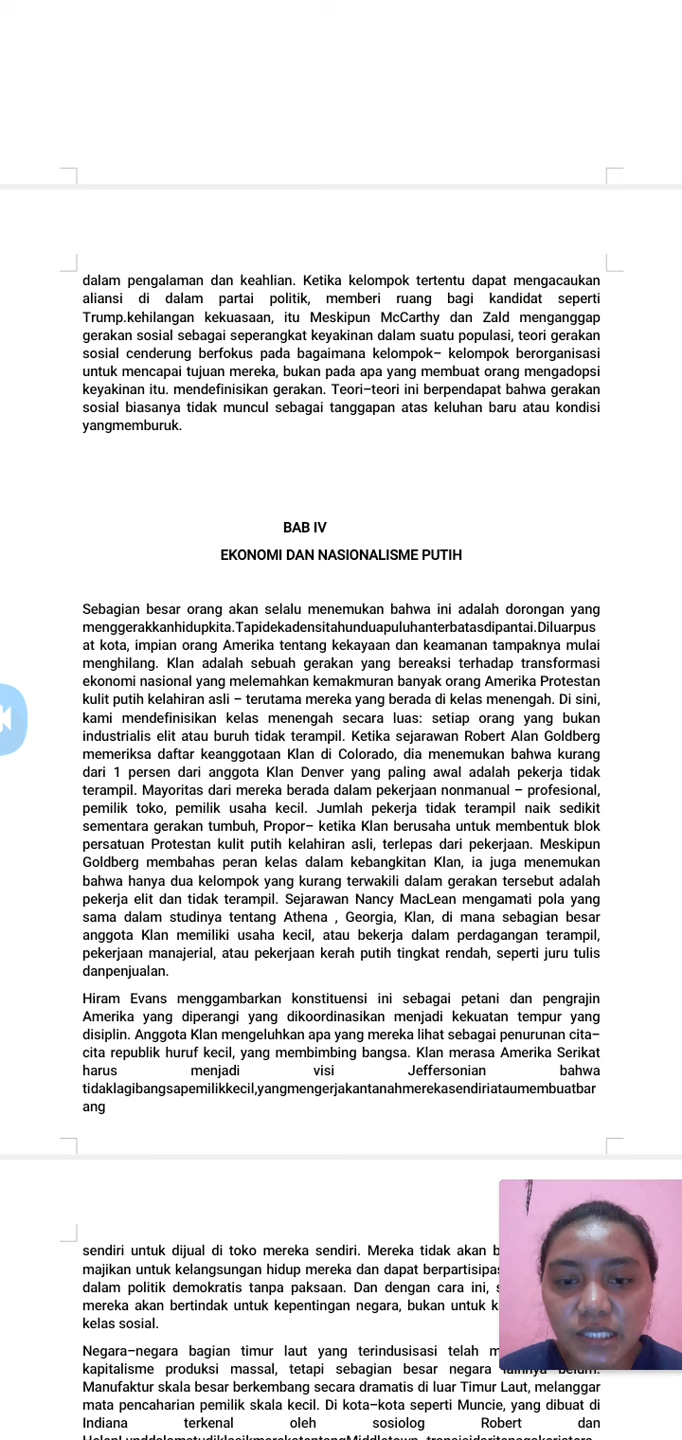 dalam pengalaman dan keahlian. Ketika kelompok tertentu dapat mengacaukan
aliansi di dalam partai politik, memberi ruang bagi kandidat seperti
Trump.kehilangan kekuasaan, itu Meskipun McCarthy dan Zald menganggap
gerakan sosial sebagai seperangkat keyakinan dalam suatu populasi, teori gerakan
sosial cenderung berfokus pada bagaimana kelompok– kelompok berorganisasi
untuk mencapai tujuan mereka, bukan pada apa yang membuat orang mengadopsi
keyakinan itu. mendefinisikan gerakan. Teori–teori ini berpendapat bahwa gerakan
sosial biasanya tidak muncul sebagai tanggapan atas keluhan baru atau kondisi
yangmemburuk.
BAB IV
EKONOMI DAN NASIONALISME PUTIH
Sebagian besar orang akan selalu menemukan bahwa ini adalah dorongan yang
menggerakkanhidupkita.Tapidekadensitahunduapuluhanterbatasdipantai.Diluarpus
at kota, impian orang Amerika tentang kekayaan dan keamanan tampaknya mulai
menghilang. Klan adalah sebuah gerakan yang bereaksi terhadap transformasi
ekonomi nasional yang melemahkan kemakmuran banyak orang Amerika Protestan
kulit putih kelahiran asli – terutama mereka yang berada di kelas menengah. Di sini,
kami mendefinisikan kelas menengah secara luas: setiap orang yang bukan
industrialis elit atau buruh tidak terampil. Ketika sejarawan Robert Alan Goldberg
memeriksa daftar keanggotaan Klan di Colorado, dia menemukan bahwa kurang
dari 1 persen dari anggota Klan Denver yang paling awal adalah pekerja tidak
terampil. Mayoritas dari mereka berada dalam pekerjaan nonmanual – profesional,
pemilik toko, pemilik usaha kecil. Jumlah pekerja tidak terampil naik sedikit
sementara gerakan tumbuh, Propor– ketika Klan berusaha untuk membentuk blok
persatuan Protestan kulit putih kelahiran asli, terlepas dari pekerjaan. Meskipun
Goldberg membahas peran kelas dalam kebangkitan Klan, ia juga menemukan
bahwa hanya dua kelompok yang kurang terwakili dalam gerakan tersebut adalah
pekerja elit dan tidak terampil. Sejarawan Nancy MacLean mengamati pola yang
sama dalam studinya tentang Athena , Georgia, Klan, di mana sebagian besar
anggota Klan memiliki usaha kecil, atau bekerja dalam perdagangan terampil,
pekerjaan manajerial, atau pekerjaan kerah putih tingkat rendah, seperti juru tulis
danpenjualan.
Hiram Evans menggambarkan konstituensi ini sebagai petani dan pengrajin
Amerika yang diperangi yang dikoordinasikan menjadi kekuatan tempur yang
disiplin. Anggota Klan mengeluhkan apa yang mereka lihat sebagai penurunan cita–
cita republik huruf kecil, yang membimbing bangsa. Klan merasa Amerika Serikat
harus menjadi visi Jeffersonian bahwa
tidaklagibangsapemilikkecil,yangmengerjakantanahmerekasendiriataumembuatbar
ang
sendiri untuk dijual di toko mereka sendiri. Mereka tidak akan
majikan untuk kelangsungan hidup mereka dan dapat
dalam politik demokratis tanpa paksaan. Dan dengan cara ini,
mereka akan bertindak untuk kepentingan negara, bukan untuk
kelas sosial.
Negara–negara bagian timur laut yang terindusisasi telah
kapitalisme produksi massal, tetapi sebagian besar negara
Manufaktur skala besar berkembang secara dramatis di luar Timur Laut, melanggar
mata pencaharian pemilik skala kecil. Di kota–kota seperti Muncie, yang dibuat di
Indiana terkenal oleh sosiolog Robert dan